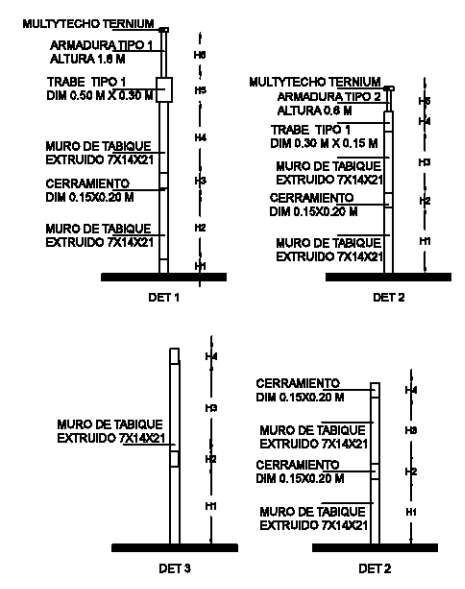 MULTYTECHO TERNIUM
ARMADURA TIPO 1
ALTURA 1.8 M
TRABE TIPO 1
DIM 0.50 M X 0.30 M
MURO DE TABIQUE
EXTRUIDO 7X14X21
CERRAMIENTO
DIM 0.15X0.20 M
MURO DE TABIQUE
EXTRUIDO 7X14X21
H6
H5
H4
H3
H2
H1
DET 1
MULTYTECHO TERNIUM
ARMADURA TIPO 2
ALTURA 0.6 M
TRABE TIPO 1
DIM 0.30 M X 0.15 M
MURO DE TABIQUE
EXTRUIDO 7X14X21
CERRAMIENTO
DIM 0.15X0.20 M
MURO DE TABIQUE
EXTRUIDO 7X14X21
H5
H4
H3
H2
H1
DET 2
MURO DE TABIQUE
EXTRUIDO 7X14X21
H4
H3
H2
H1
DET 3
CERRAMIENTO
DIM 0.15X0.20 M
MURO DE TABIQUE
EXTRUIDO 7X14X21
CERRAMIENTO
DIM 0.15X0.20 M
MURO DE TABIQUE
EXTRUIDO 7X14X21
H4
H3
H2
H1
DET 2